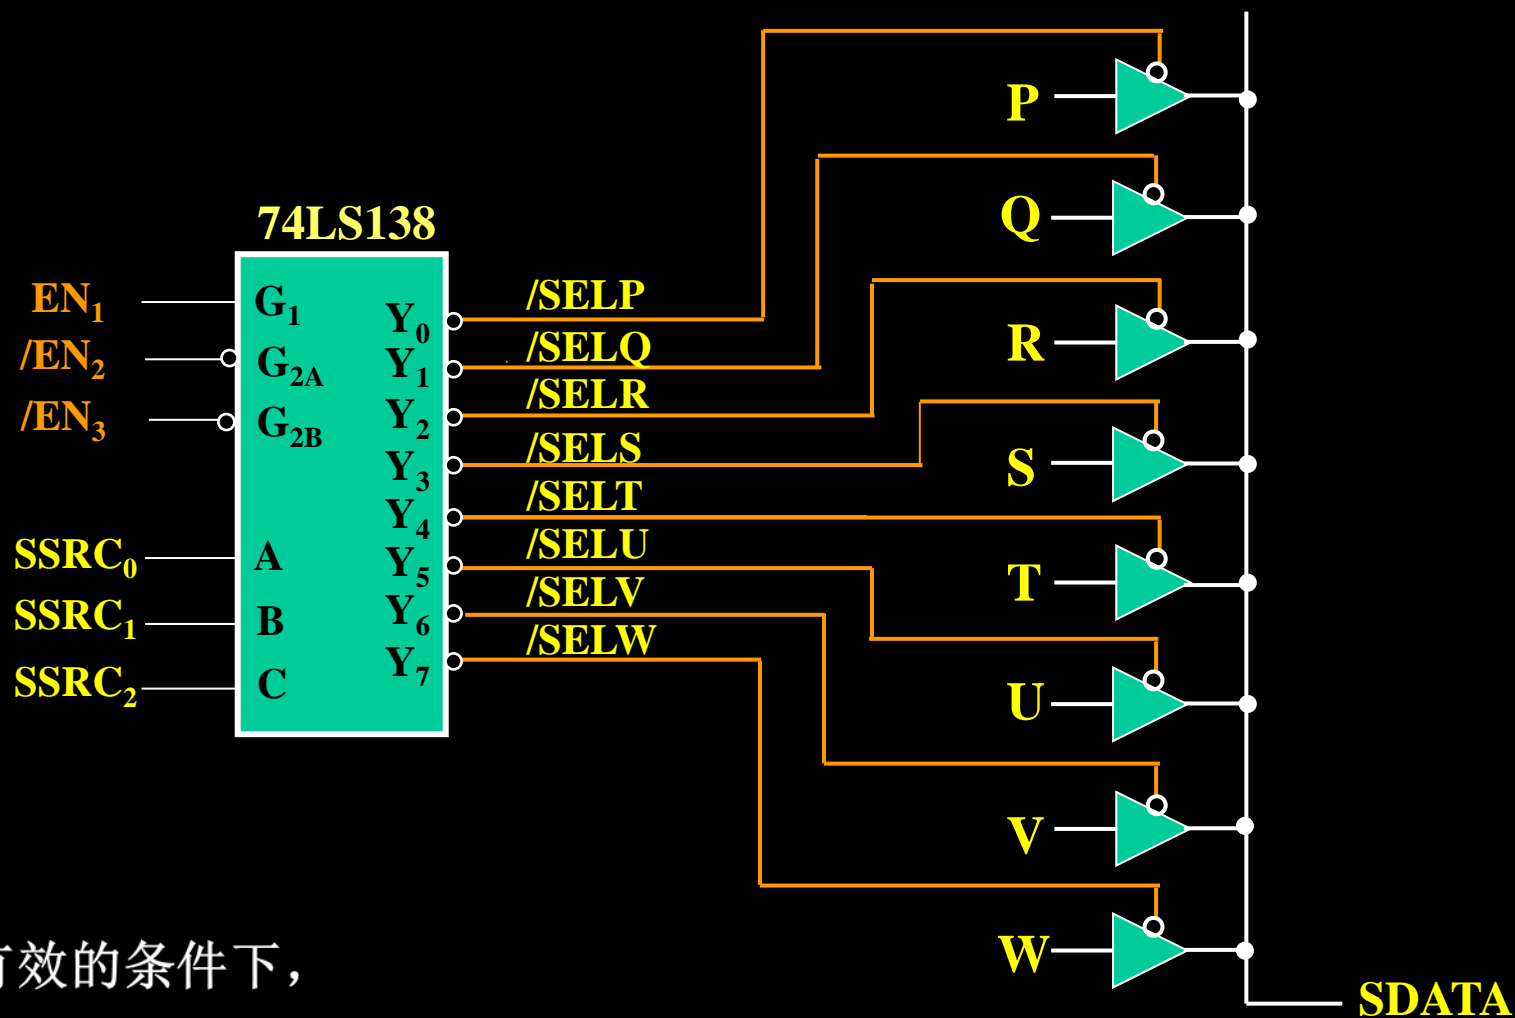 74LS138
EN1
/EN2
/EN3
SSRC0
SSRC1
SSRC2
G1
G2A
G2B
A
B
C
Y0
Y1
Y2
Y3
Y4
Y5
Y6
Y7
/SELP
/SELQ
/SELR
/SELS
/SELT
/SELU
/SELV
/SELW
P
Q
R
S
T
U
V
W
SDATA
效的条件下，